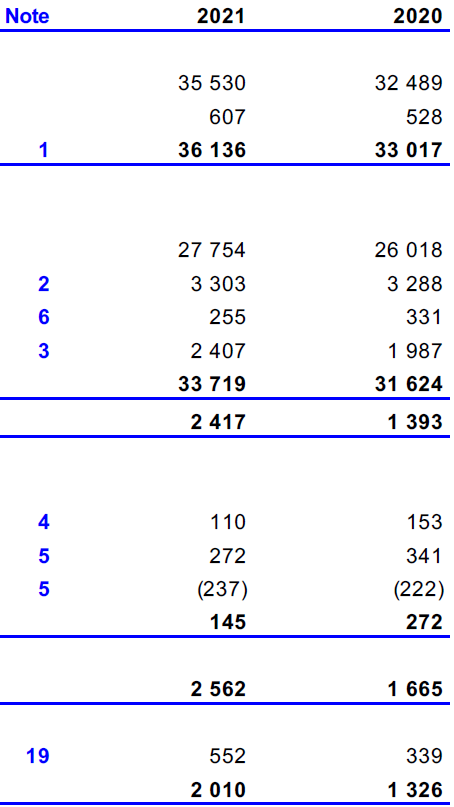 Note 2021 2020
35 530 32 489
607 528
1 36 136 33 017
27 754 26 018
2 3 303 3 288
6 255 331
3 2 407 1 987
33 719 31 624
2 417 1 393
4 110 153
5 272 341
5 (237) (222)
145 272
2 562 1 665
19 552 339
2 010 1 326